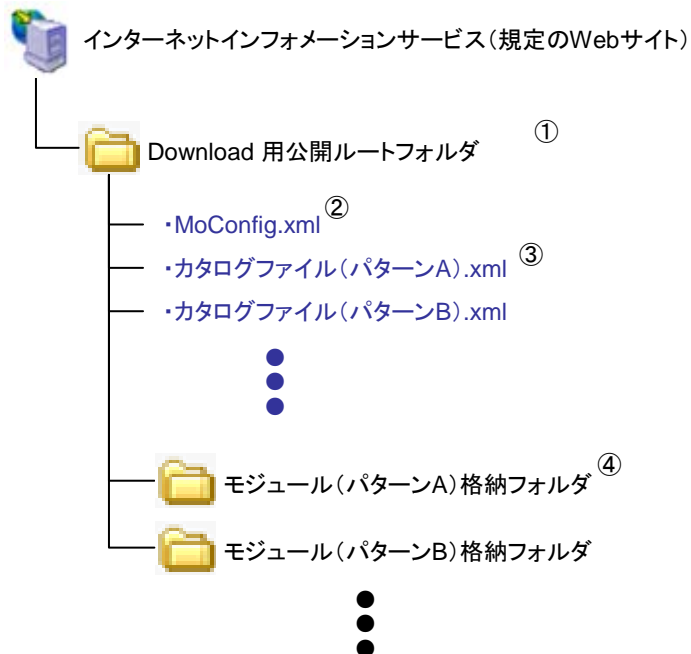 インターネットインフォメーションサービス（規定のWebサイト）
Download 用公開ルートフォルダ ①
・MoConfig.xml ②
・カタログファイル（パターンA）.xml ③
・カタログファイル（パターンB）.xml
モジュール（パターンA）格納フォルダ ④
モジュール（パターンB）格納フォルダ